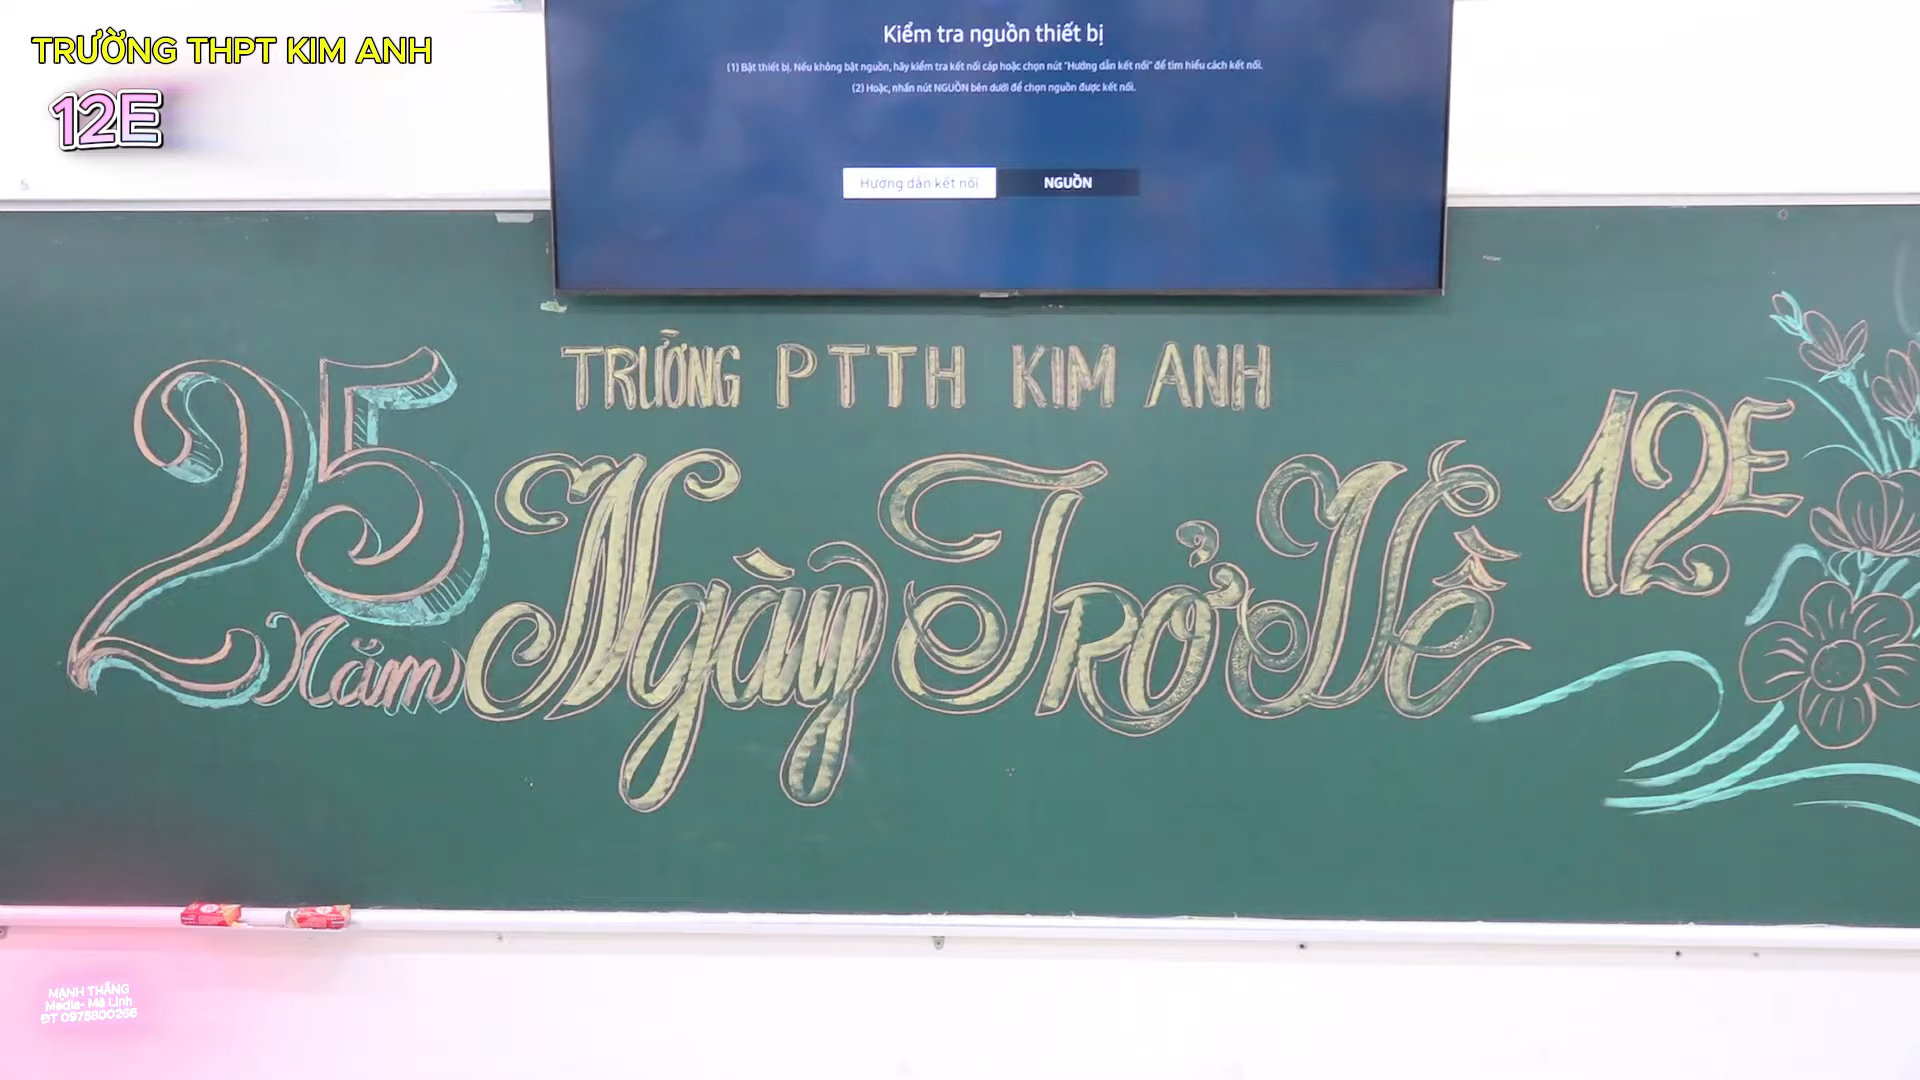 TRƯỜNG THPT KIM ANH
12E
Kiểm tra nguồn thiết bị
(1) Bật thiết bị. Nếu không bật nguồn, hãy kiểm tra kết nối cáp hoặc chọn nút "Hướng dẫn kết nối" để tìm hiểu cách kết nối.
(2) Hoặc, nhấn nút NGUỒN bên dưới để chọn nguồn được kết nối.
Hướng dẫn kết nối NGUỒN
TRƯỜNG PTTH KIM ANH
25 Năm Ngày Trở Về 12E
MẠNH THẮNG
Media- Mê Linh
ĐT 0975800266